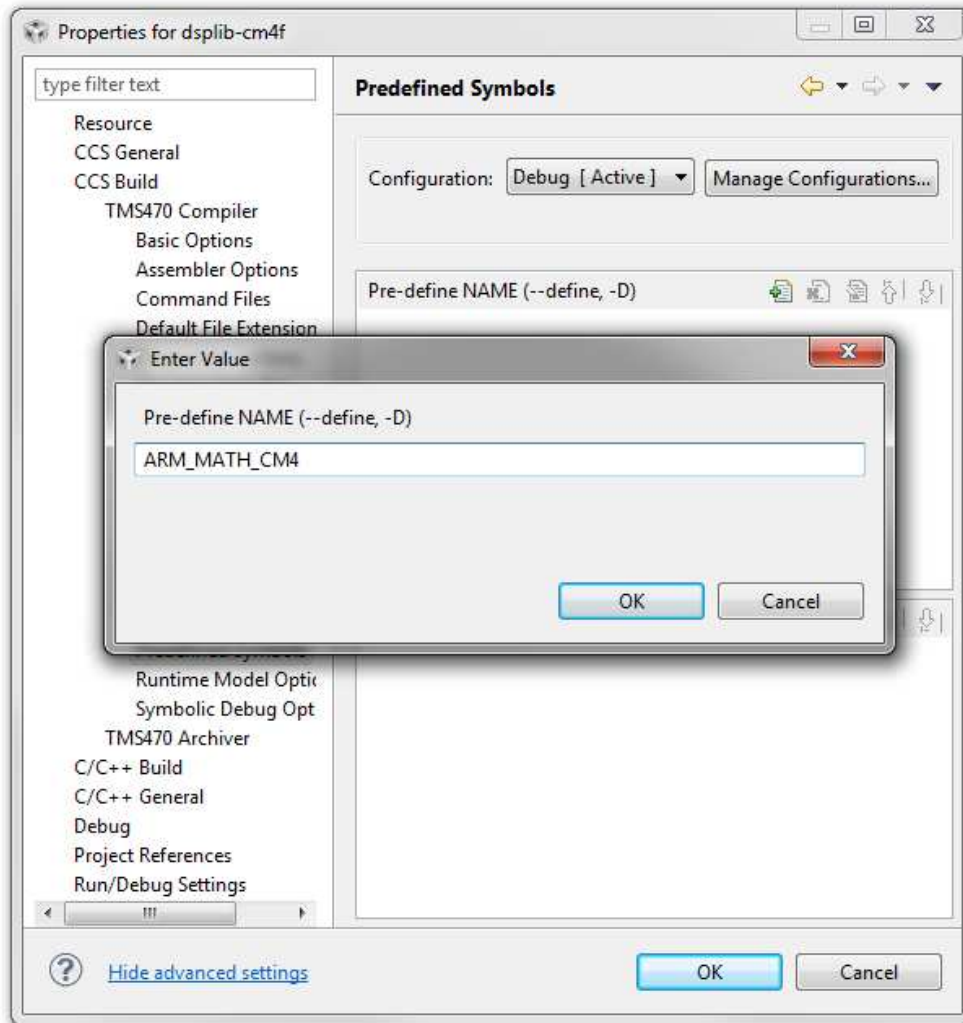 Properties for dsplib-cm4f
type filter text
Resource
CCS General
CCS Build
TMS470 Compiler
Basic Options
Assembler Options
Command Files
Default File Extension
Runtime Model Optic
Symbolic Debug Opt
TMS470 Archiver
C/C++ Build
C/C++ General
Debug
Project References
Run/Debug Settings
Predefined Symbols
Configuration: Debug [ Active ] Manage Configurations...
Pre-define NAME (--define, -D)
Enter Value
Pre-define NAME (--define, -D)
ARM_MATH_CM4
OK Cancel
Hide advanced settings
OK Cancel